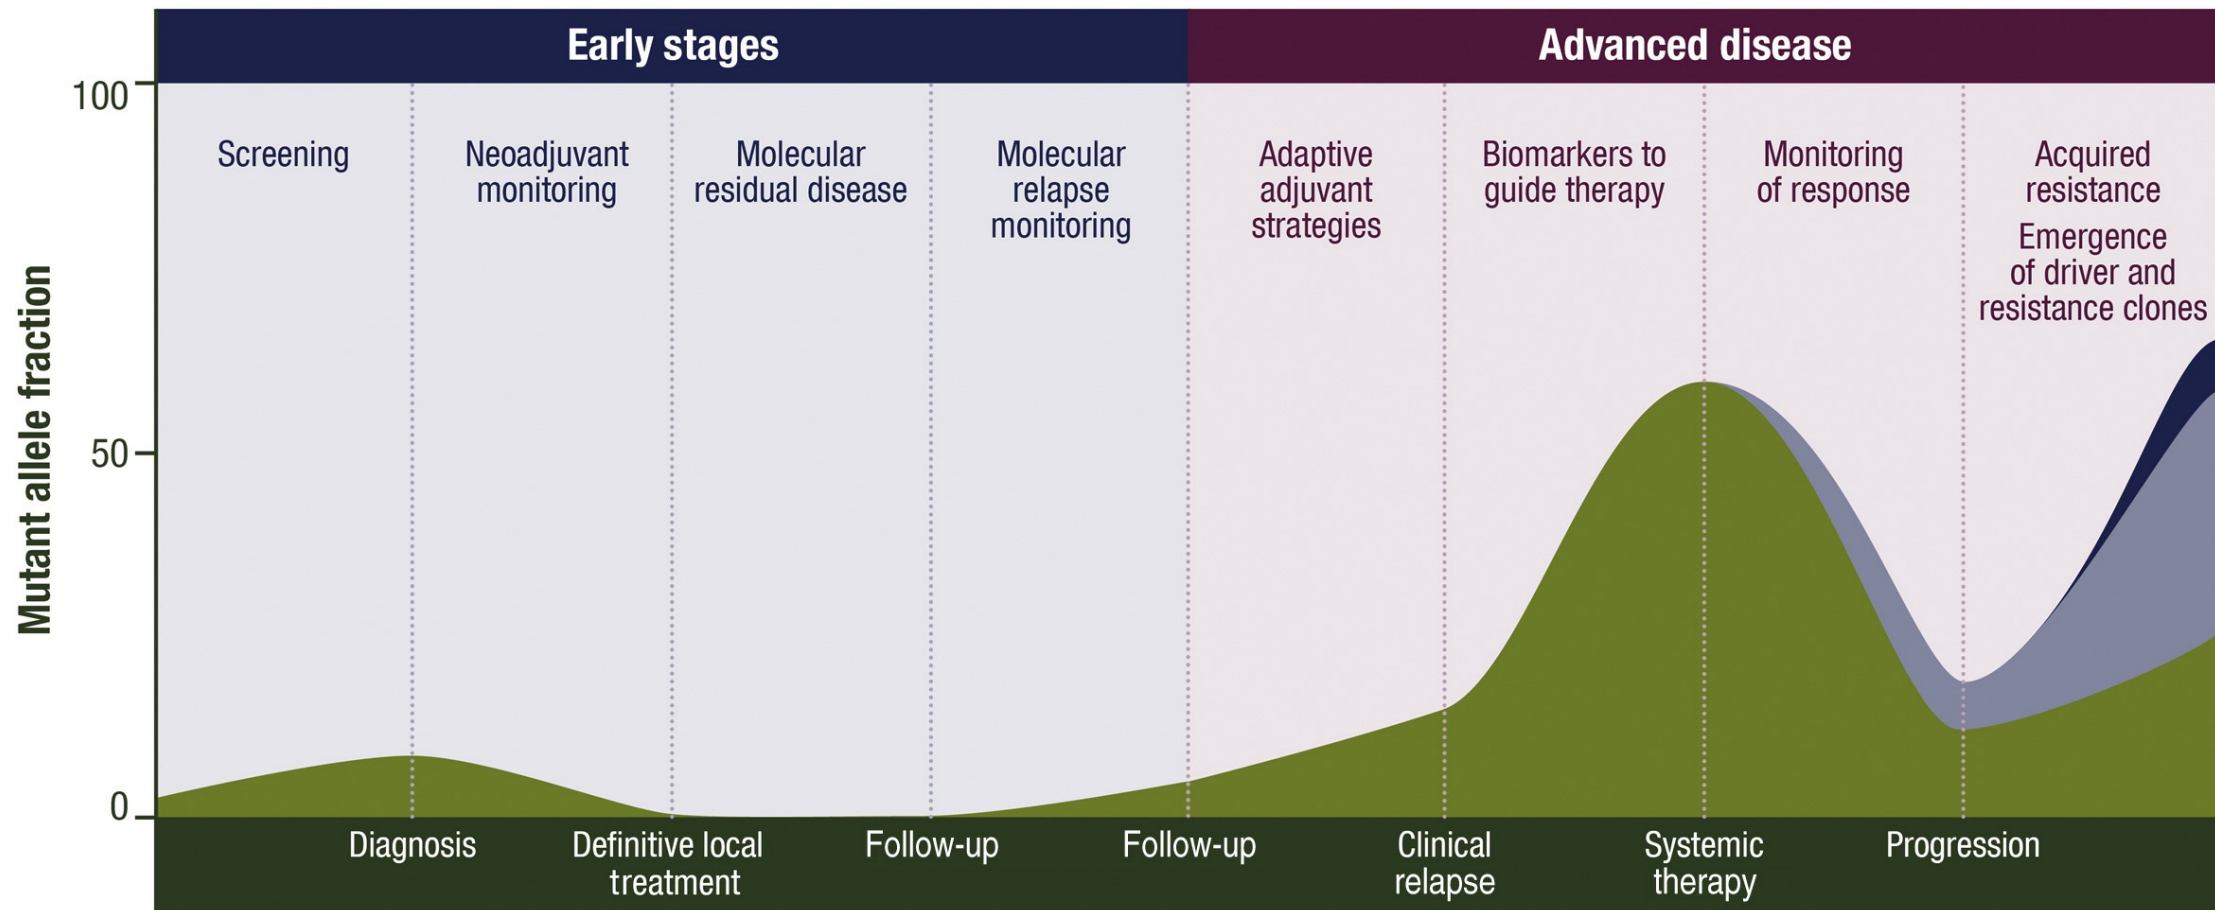 Early stages
Advanced disease
Mutant allele fraction
100
50
0
Screening
Neoadjuvant
monitoring
Molecular
residual disease
Molecular
relapse
monitoring
Adaptive
adjuvant
strategies
Biomarkers to
guide therapy
Monitoring
of response
Acquired
resistance
Emergence
of driver and
resistance clones
Diagnosis
Definitive local
treatment
Follow-up
Follow-up
Clinical
relapse
Systemic
therapy
Progression